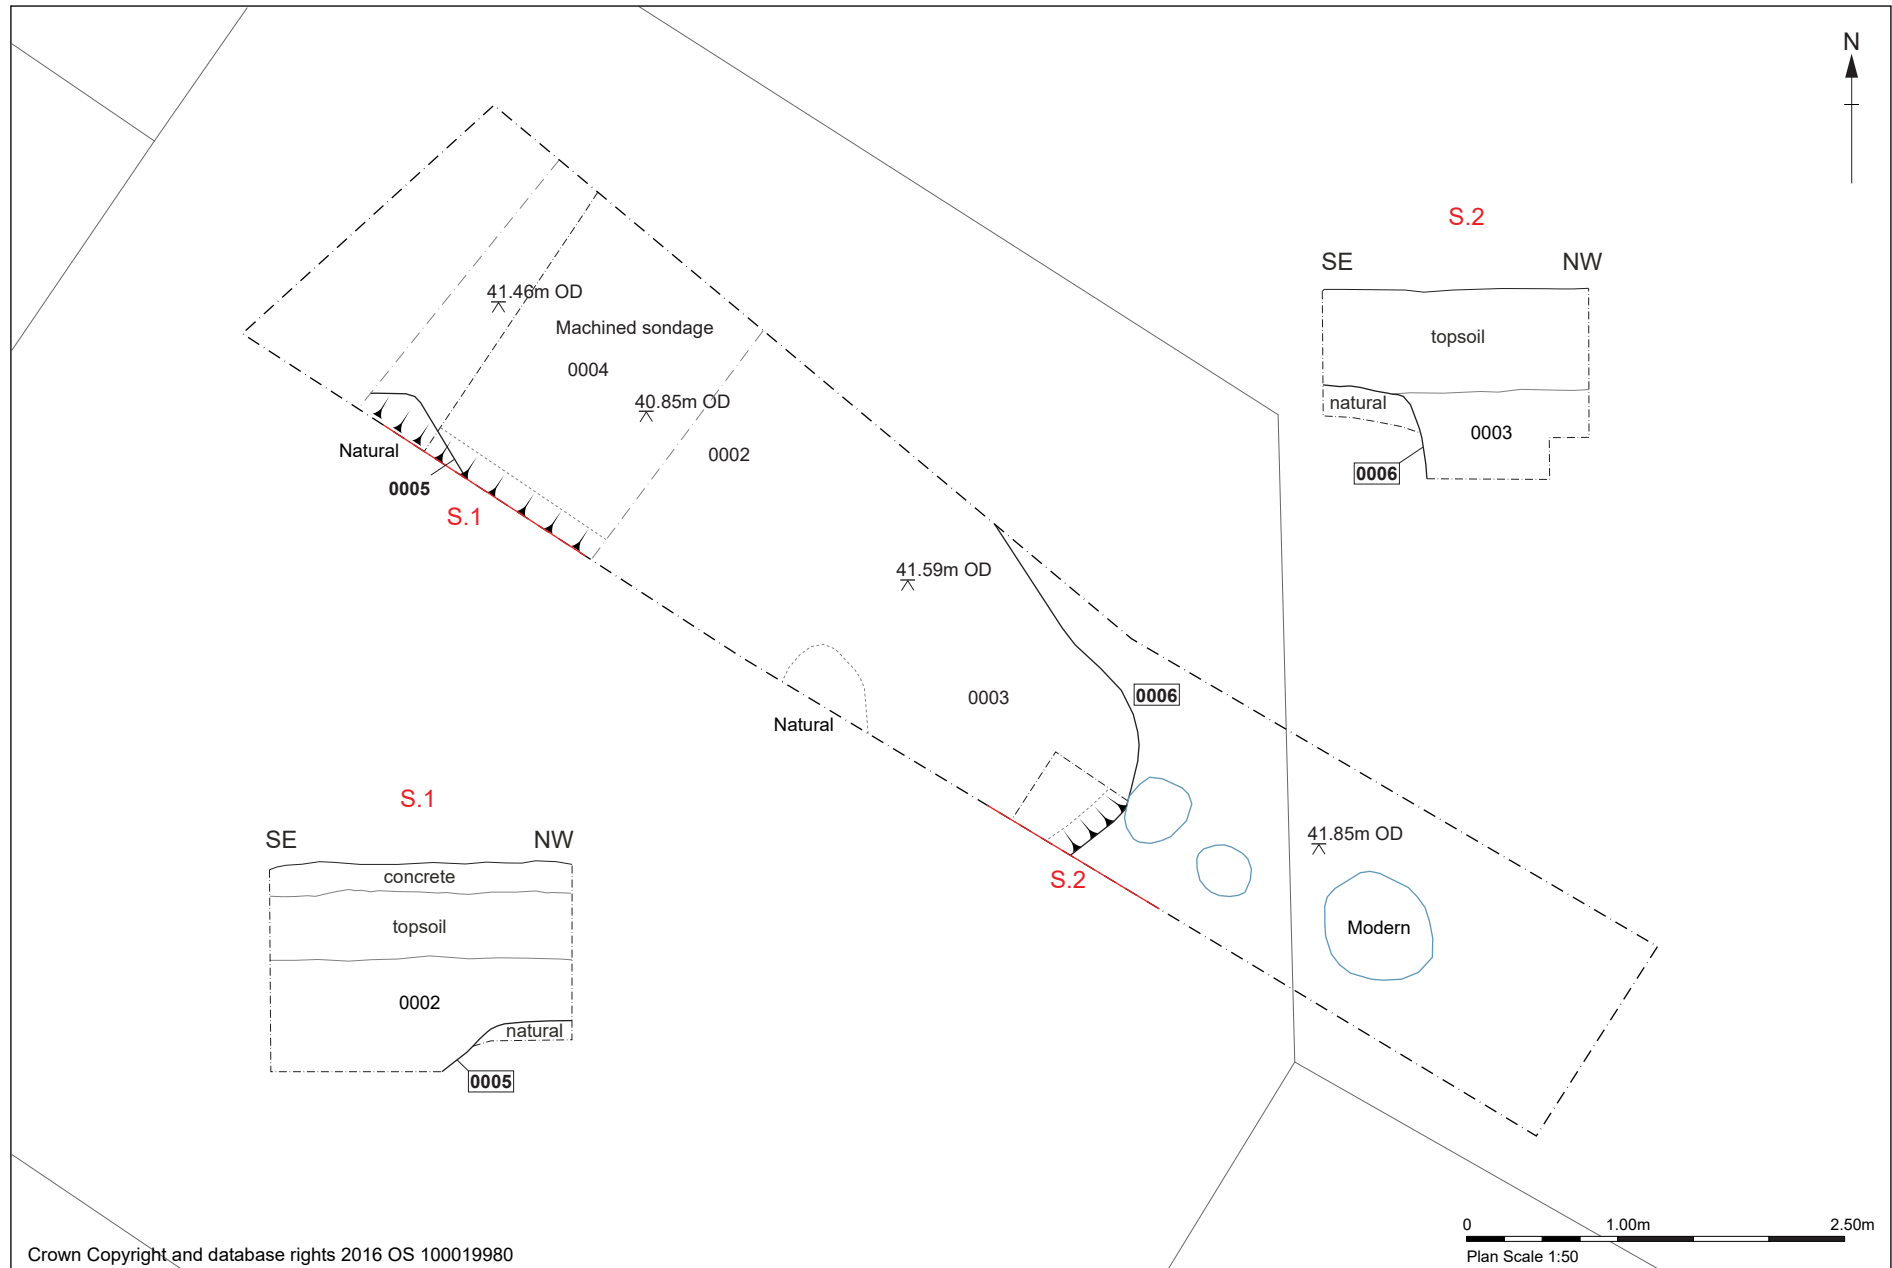 N
S.2
SE NW
topsoil
natural
0003
0006
41.46m OD
Machined sondage
0004
40.85m OD
0002
Natural
0005
S.1
41.59m OD
0006
0003
Natural
S.2
41.85m OD
Modern
S.1
SE NW
concrete
topsoil
0002
natural
0005
0 1.00m 2.50m
Plan Scale 1:50
Crown Copyright and database rights 2016 OS 100019980